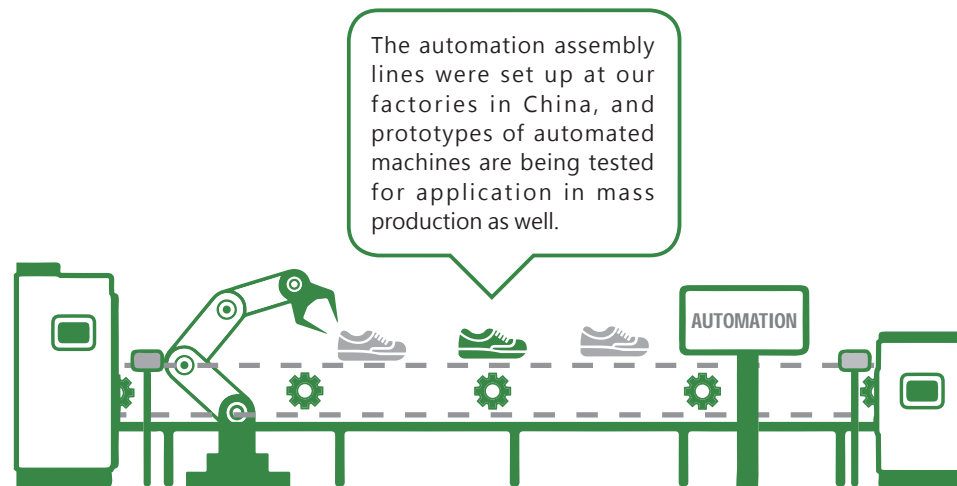 The automation assembly
lines were set up at our
factories in China, and
prototypes of automated
machines are being tested
for application in mass
production as well.
AUTOMATION